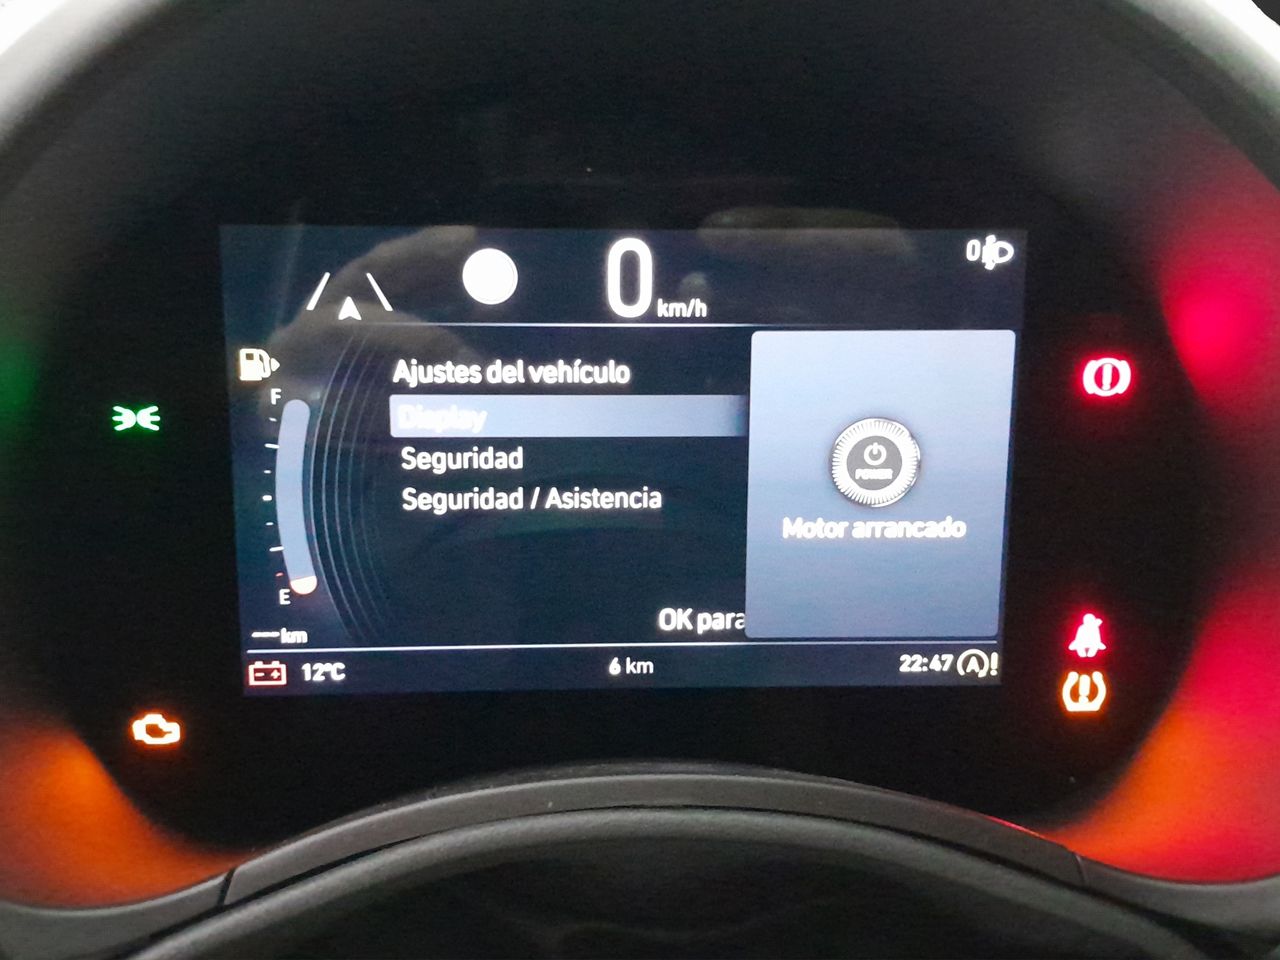 0 km/h
0
Ajustes del vehículo
Display
Seguridad
Seguridad / Asistencia
OK para
POWER
Motor arrancado
F
E
--- km
12°C
6 km
22:47 A !